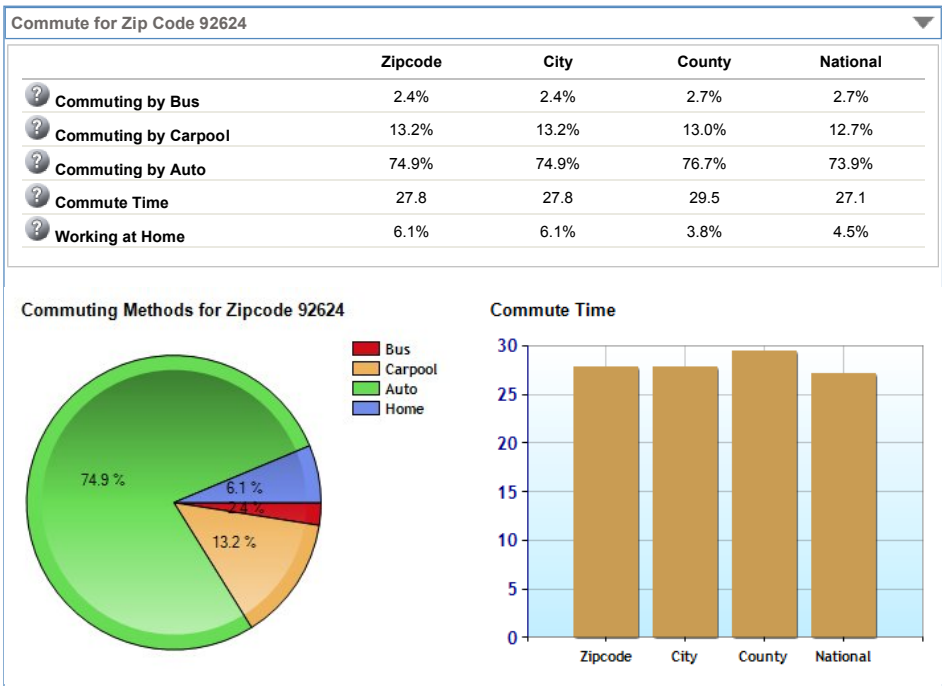 Commute for Zip Code 92624
Zipcode City County National
? Commuting by Bus 2.4% 2.4% 2.7% 2.7%
? Commuting by Carpool 13.2% 13.2% 13.0% 12.7%
? Commuting by Auto 74.9% 74.9% 76.7% 73.9%
? Commute Time 27.8 27.8 29.5 27.1
? Working at Home 6.1% 6.1% 3.8% 4.5%
Commuting Methods for Zipcode 92624
Bus
Carpool
Auto
Home
74.9 %
6.1 %
2.4 %
13.2 %
Commute Time
30
25
20
15
10
5
0
Zipcode City County National